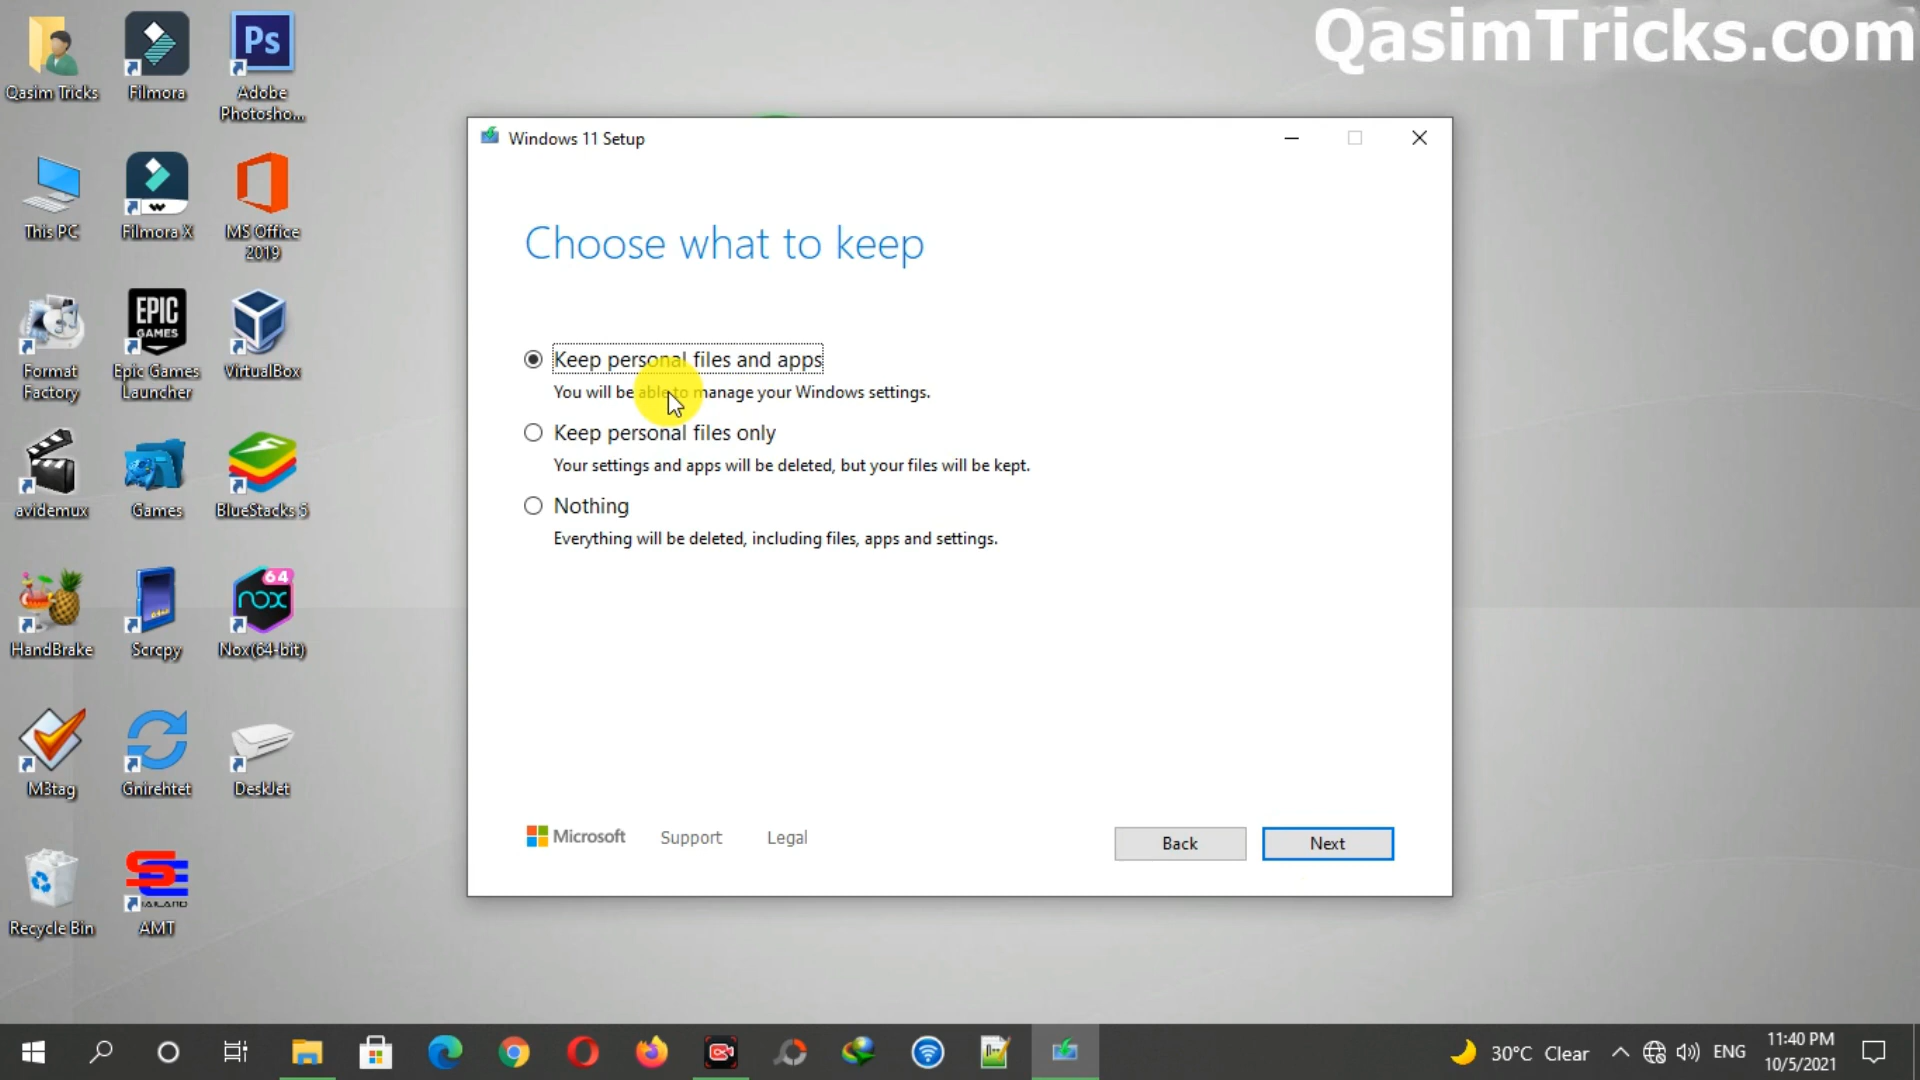 QasimTricks.com
Qasim Tricks
Filmora
Ps
Adobe
Photosho...
This PC
Filmora X
MS Office
2019
Format
Factory
EPIC
GAMES
Epic Games
Launcher
VirtualBox
avidemux
Games
BlueStacks 5
HandBrake
Scrcpy
64
nox
Nox(64-bit)
M3tag
Gnirehtet
DeskJet
Recycle Bin
AMT
Windows 11 Setup
Choose what to keep
Keep personal files and apps
You will be able to manage your Windows settings.
Keep personal files only
Your settings and apps will be deleted, but your files will be kept.
Nothing
Everything will be deleted, including files, apps and settings.
Microsoft
Support
Legal
Back
Next
30°C Clear
ENG
11:40 PM
10/5/2021